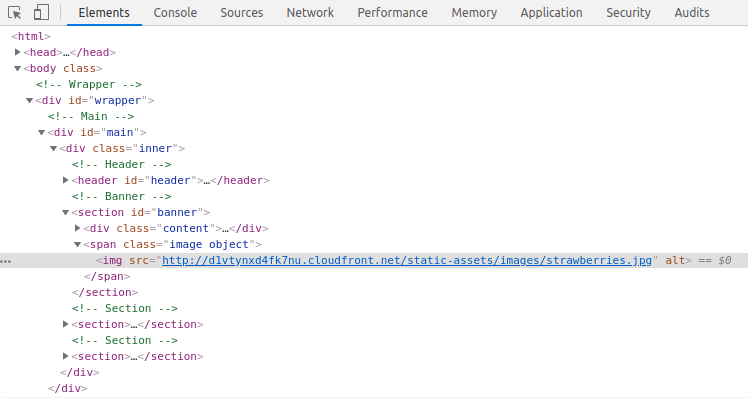 Elements Console Sources Network Performance Memory Application Security Audits
<html>
<head>…</head>
<body class>
<!-- Wrapper -->
<div id="wrapper">
<!-- Main -->
<div id="main">
<div class="inner">
<!-- Header -->
<header id="header">…</header>
<!-- Banner -->
<section id="banner">
<div class="content">…</div>
<span class="image object">
<img src="http://d1vtynxd4fk7nu.cloudfront.net/static-assets/images/strawberries.jpg" alt> == $0
</span>
</section>
<!-- Section -->
<section>…</section>
<!-- Section -->
<section>…</section>
</div>
</div>